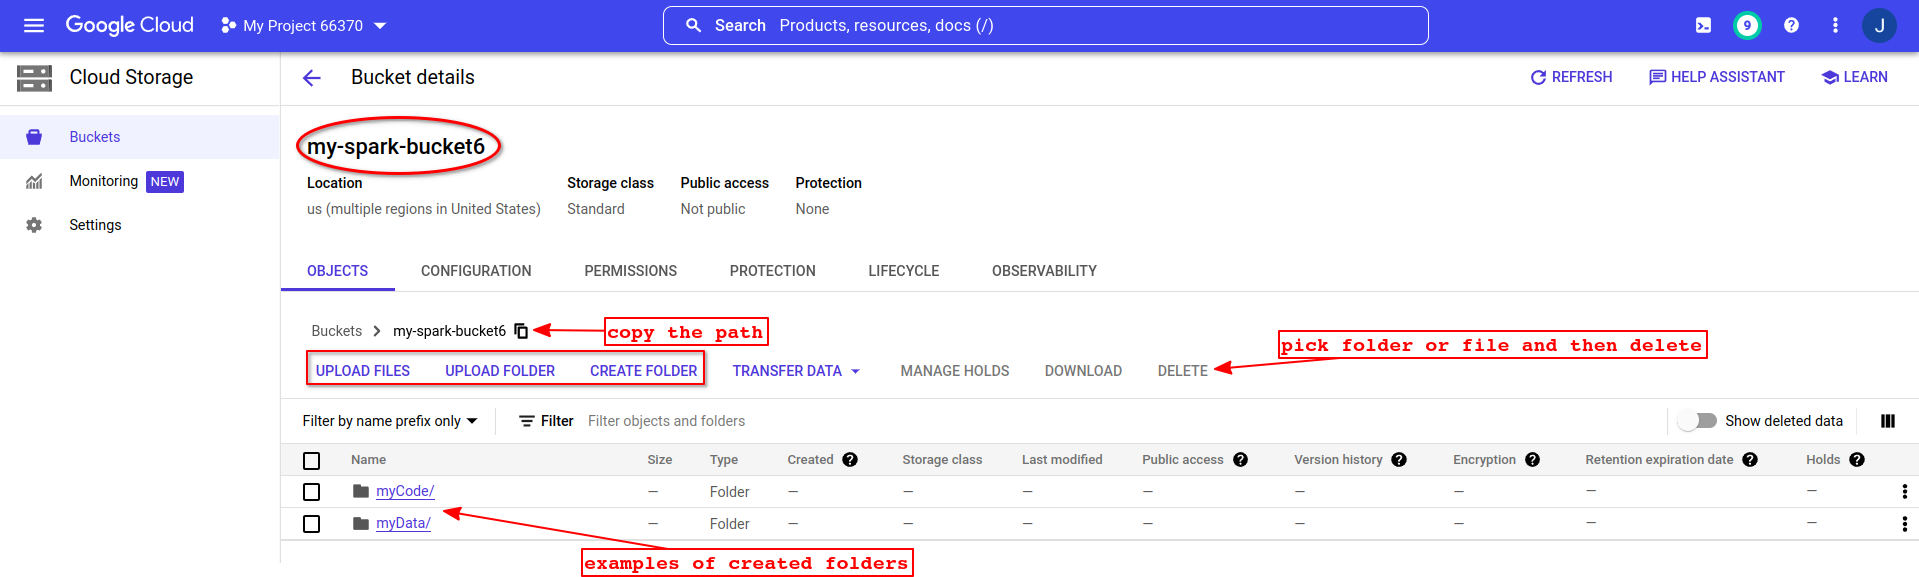 Google Cloud My Project 66370 Search Products, resources, docs (/) 9 J
Cloud Storage
Bucket details
REFRESH HELP ASSISTANT LEARN
Buckets
Monitoring NEW
Settings
my-spark-bucket6
Location Storage class Public access Protection
us (multiple regions in United States) Standard Not public None
OBJECTS CONFIGURATION PERMISSIONS PROTECTION LIFECYCLE OBSERVABILITY
Buckets > my-spark-bucket6
copy the path
pick folder or file and then delete
UPLOAD FILES UPLOAD FOLDER CREATE FOLDER TRANSFER DATA MANAGE HOLDS DOWNLOAD DELETE
Filter by name prefix only Filter Filter objects and folders Show deleted data
Name Size Type Created ? Storage class Last modified Public access ? Version history ? Encryption ? Retention expiration date ? Holds ?
myCode/ — Folder — — — — — — — —
myData/ — Folder — — — — — — — —
examples of created folders